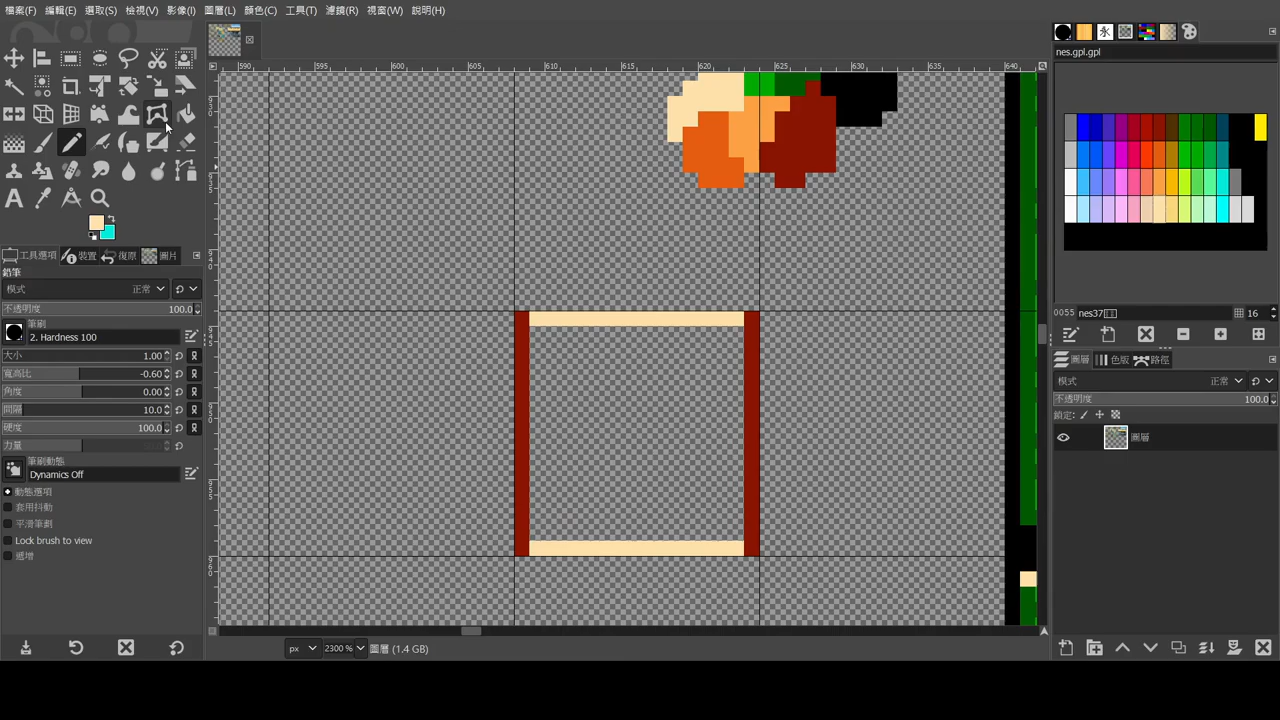 檔案(F) 編輯(E) 選取(S) 檢視(V) 影像(I) 圖層(L) 顏色(C) 工具(T) 濾鏡(R) 視窗(W) 說明(H)
590 595 600 605 610 615 620 625 630 635 640
nes.gpl.gpl
工具選項 裝置 復原 圖片
鉛筆
模式 正常
不透明度 100.0
筆刷
2. Hardness 100
大小 1.00
寬高比 -0.60
角度 0.00
間隔 10.0
硬度 100.0
力量
筆刷動態
Dynamics Off
動態選項
套用抖動
平滑筆劃
Lock brush to view
遞增
px 2300 % 圖層 (1.4 GB)
0055 nes37 16
圖層 色版 路徑
模式 正常
不透明度 100.0
鎖定:
圖層